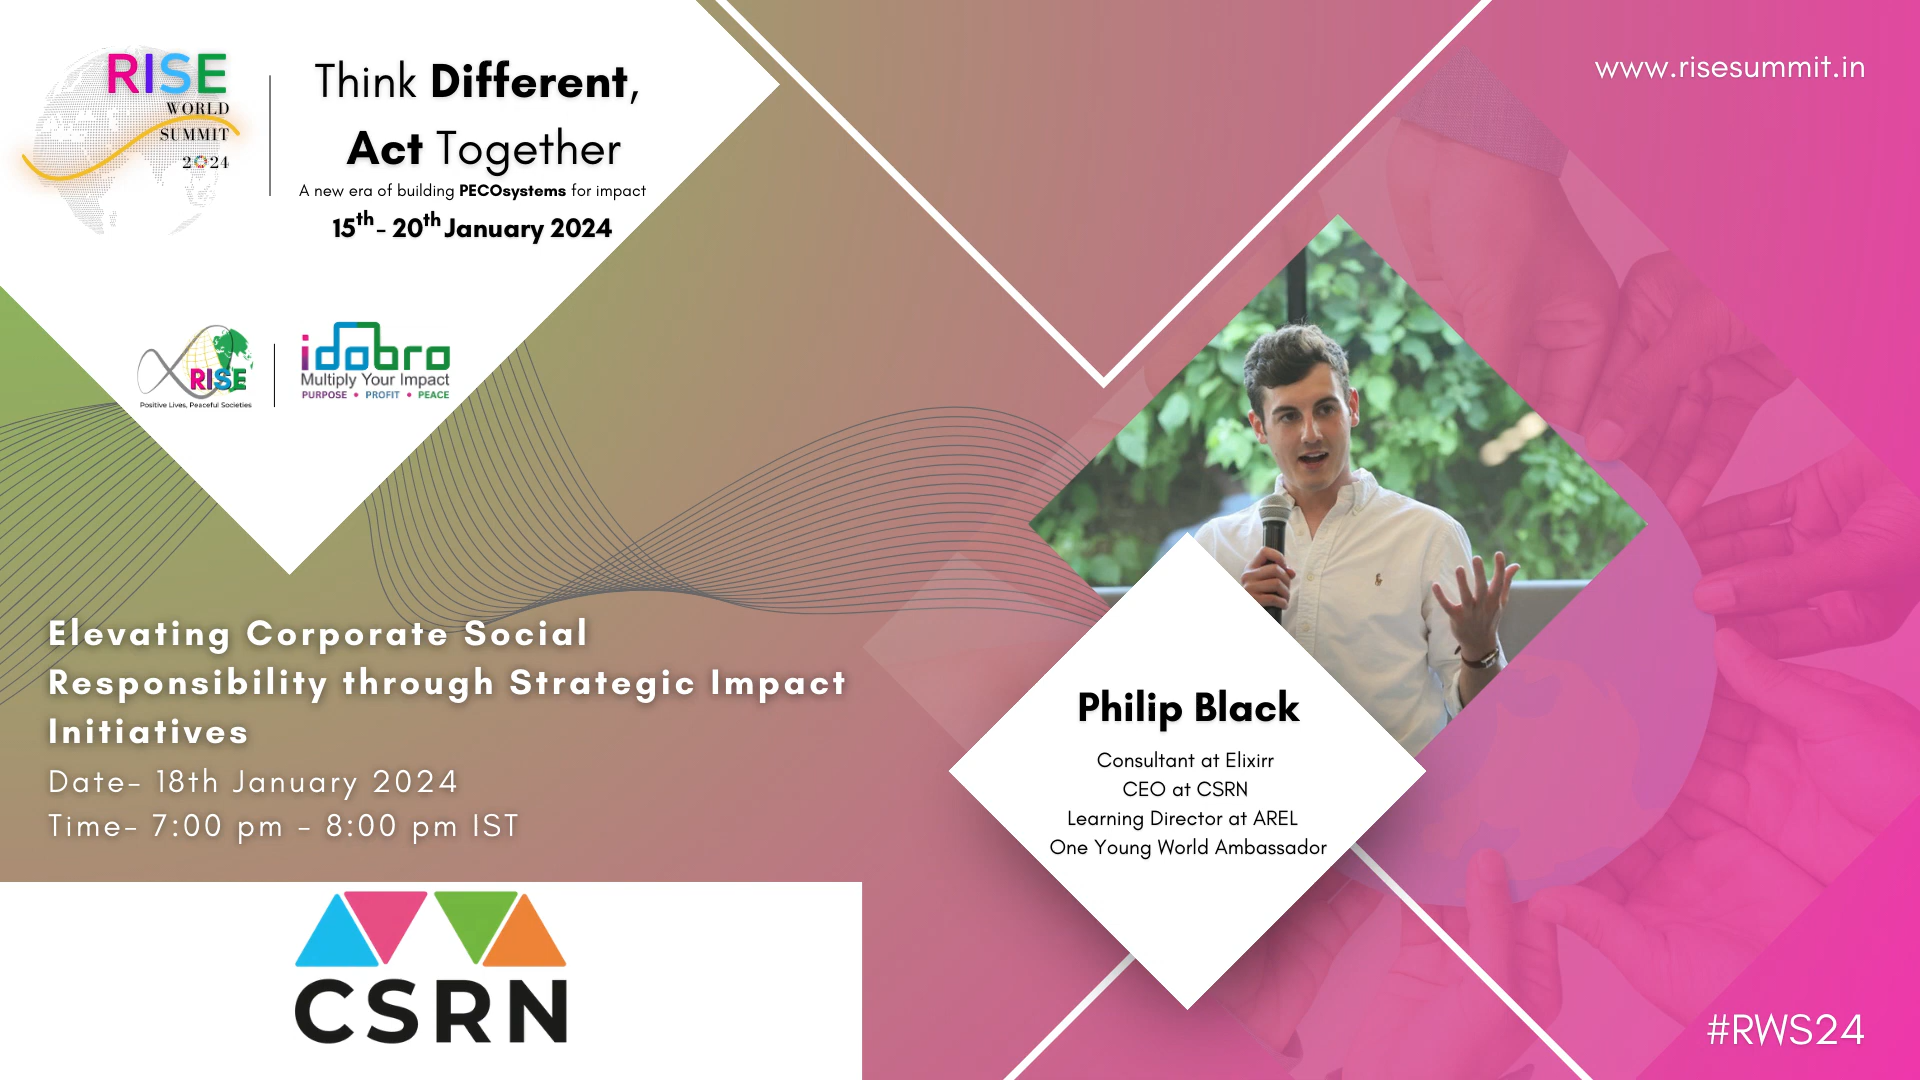 RISE
WORLD
SUMMIT
2024
Think Different,
Act Together
A new era of building PECOsystems for impact
15th- 20th January 2024
www.risesummit.in
RISE
Positive Lives, Peaceful Societies
idobro
Multiply Your Impact
PURPOSE • PROFIT • PEACE
Elevating Corporate Social
Responsibility through Strategic Impact
Initiatives
Date- 18th January 2024
Time- 7:00 pm - 8:00 pm IST
Philip Black
Consultant at Elixirr
CEO at CSRN
Learning Director at AREL
One Young World Ambassador
CSRN
#RWS24